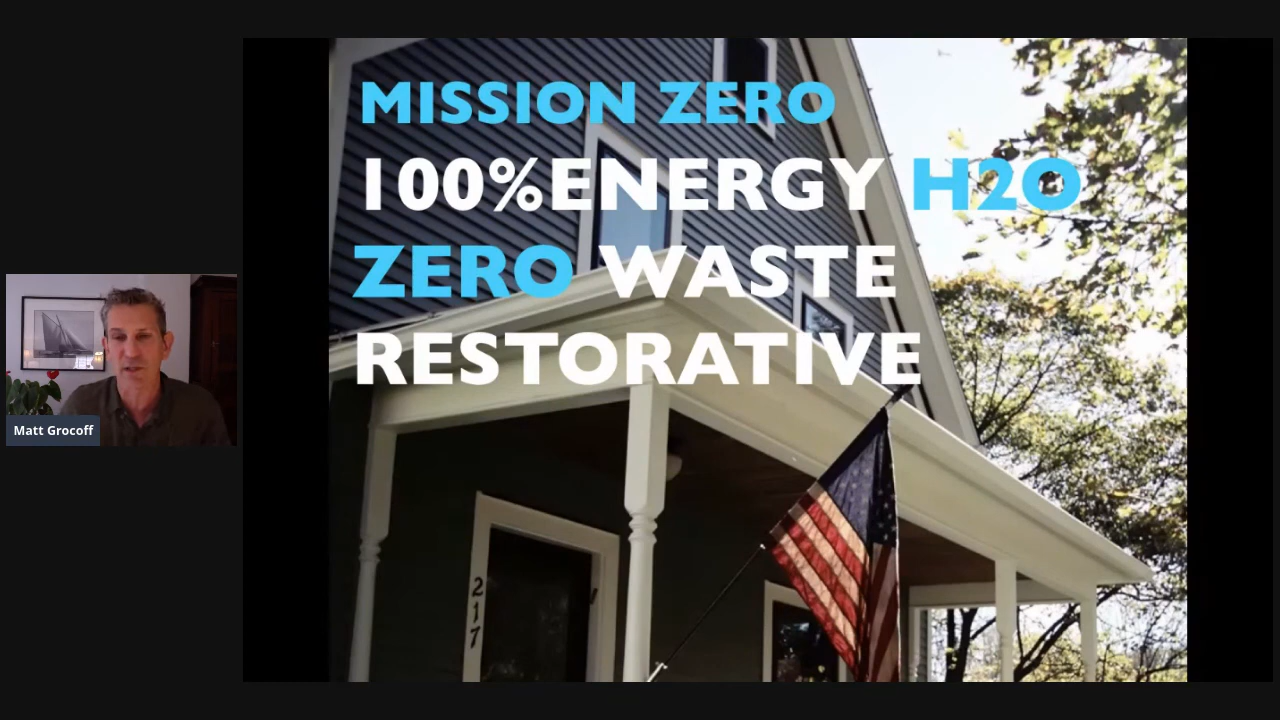 MISSION ZERO
100%ENERGY H2O
ZERO WASTE
RESTORATIVE
Matt Grocoff
217